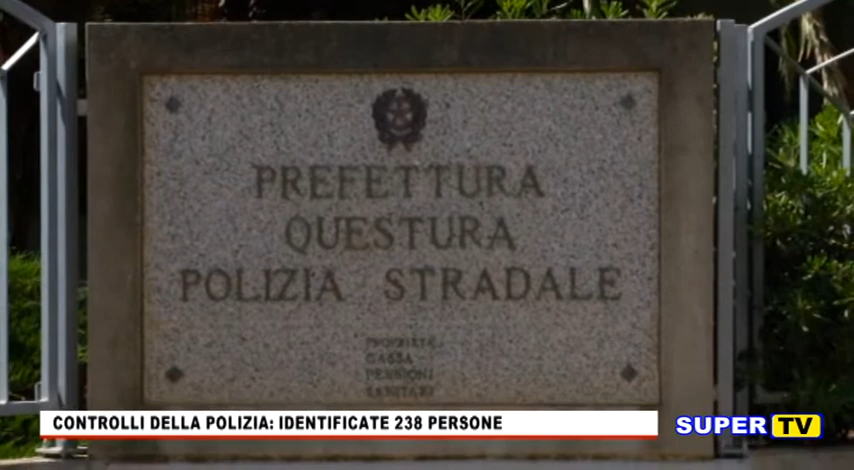 PREFETTURA
QUESTURA
POLIZIA STRADALE
PROPRIETÀ
CASSA
PENSIONI
SANITARI
CONTROLLI DELLA POLIZIA: IDENTIFICATE 238 PERSONE
SUPER TV